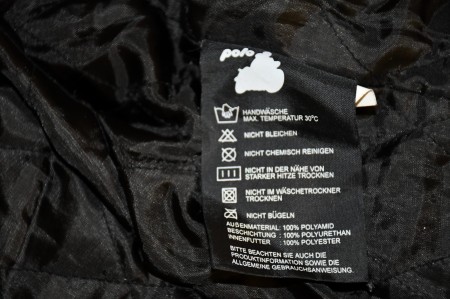 polo
HANDWÄSCHE
MAX. TEMPERATUR 30°C
NICHT BLEICHEN
NICHT CHEMISCH REINIGEN
NICHT IN DER NÄHE VON
STARKER HITZE TROCKNEN
NICHT IM WÄSCHETROCKNER
TROCKNEN
NICHT BÜGELN
AUßENMATERIAL: 100% POLYAMID
BESCHICHTUNG : 100% POLYURETHAN
INNENFUTTER : 100% POLYESTER
BITTE BEACHTEN SIE AUCH DIE
PRODUKTINFORMATION SOWIE DIE
ALLGEMEINE GEBRAUCHSANWEISUNG.